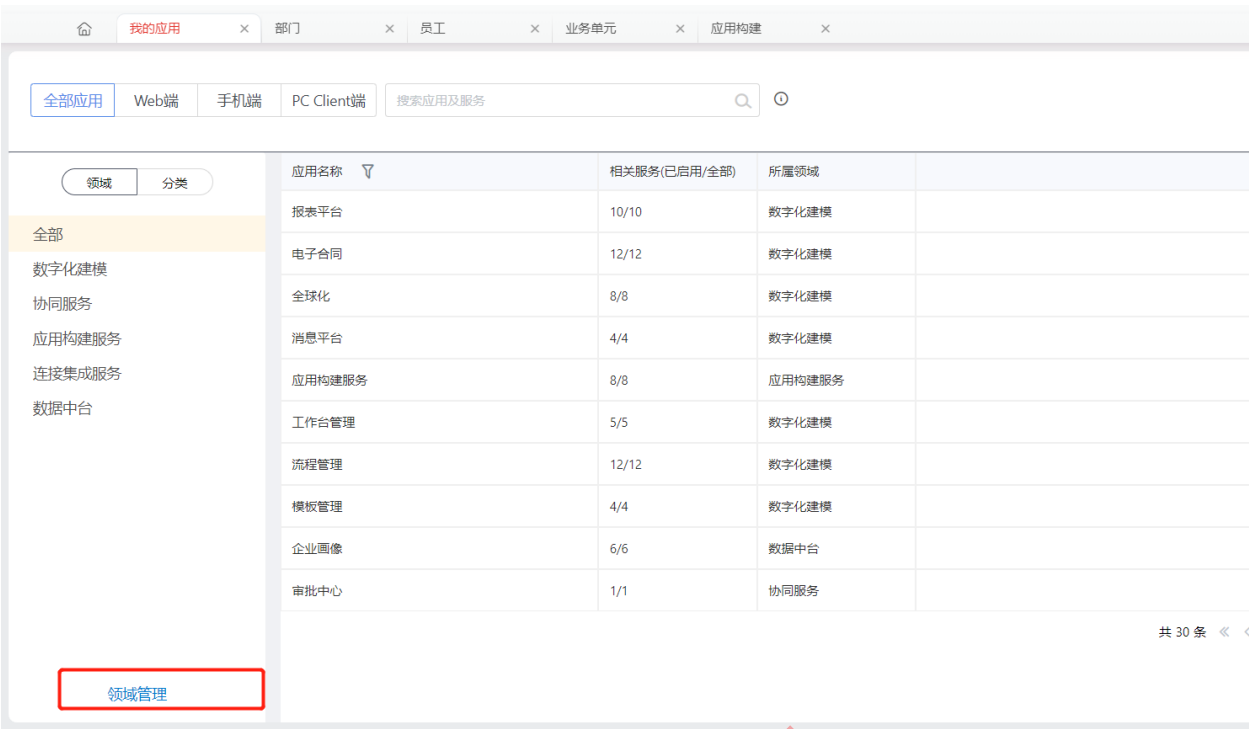 我的应用 部门 员工 业务单元 应用构建
全部应用 Web端 手机端 PC Client端 搜索应用及服务
领域 分类
全部
数字化建模
协同服务
应用构建服务
连接集成服务
数据中台
领域管理
应用名称 相关服务(已启用/全部) 所属领域
报表平台 10/10 数字化建模
电子合同 12/12 数字化建模
全球化 8/8 数字化建模
消息平台 4/4 数字化建模
应用构建服务 8/8 应用构建服务
工作台管理 5/5 数字化建模
流程管理 12/12 数字化建模
模板管理 4/4 数字化建模
企业画像 6/6 数据中台
审批中心 1/1 协同服务
共 30 条